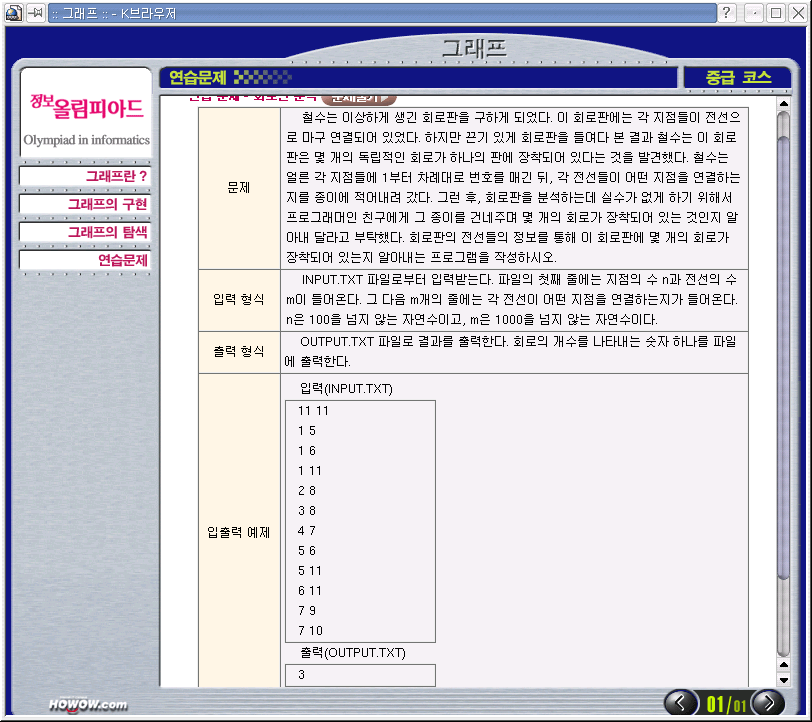 :: 그래프 :: - K브라우저
그래프
연습문제
중급 코스
정보올림피아드
Olympiad in informatics
그래프란 ?
그래프의 구현
그래프의 탐색
연습문제
문제
철수는 이상하게 생긴 회로판을 구하게 되었다. 이 회로판에는 각 지점들이 전선으
로 마구 연결되어 있었다. 하지만 끈기 있게 회로판을 들여다 본 결과 철수는 이 회로
판은 몇 개의 독립적인 회로가 하나의 판에 장착되어 있다는 것을 발견했다. 철수는
얼른 각 지점들에 1부터 차례대로 번호를 매긴 뒤, 각 전선들이 어떤 지점을 연결하는
지를 종이에 적어내려 갔다. 그런 후, 회로판을 분석하는데 실수가 없게 하기 위해서
프로그래머인 친구에게 그 종이를 건네주며 몇 개의 회로가 장착되어 있는 것인지 알
아내 달라고 부탁했다. 회로판의 전선들의 정보를 통해 이 회로판에 몇 개의 회로가
장착되어 있는지 알아내는 프로그램을 작성하시오.
입력 형식
INPUT.TXT 파일로부터 입력받는다. 파일의 첫째 줄에는 지점의 수 n과 전선의 수
m이 들어온다. 그 다음 m개의 줄에는 각 전선이 어떤 지점을 연결하는지가 들어온다.
n은 100을 넘지 않는 자연수이고, m은 1000을 넘지 않는 자연수이다.
출력 형식
OUTPUT.TXT 파일로 결과를 출력한다. 회로의 개수를 나타내는 숫자 하나를 파일
에 출력한다.
입출력 예제
입력(INPUT.TXT)
11 11
1 5
1 6
1 11
2 8
3 8
4 7
5 6
5 11
6 11
7 9
7 10
출력(OUTPUT.TXT)
3
HOWOW.com
01/01